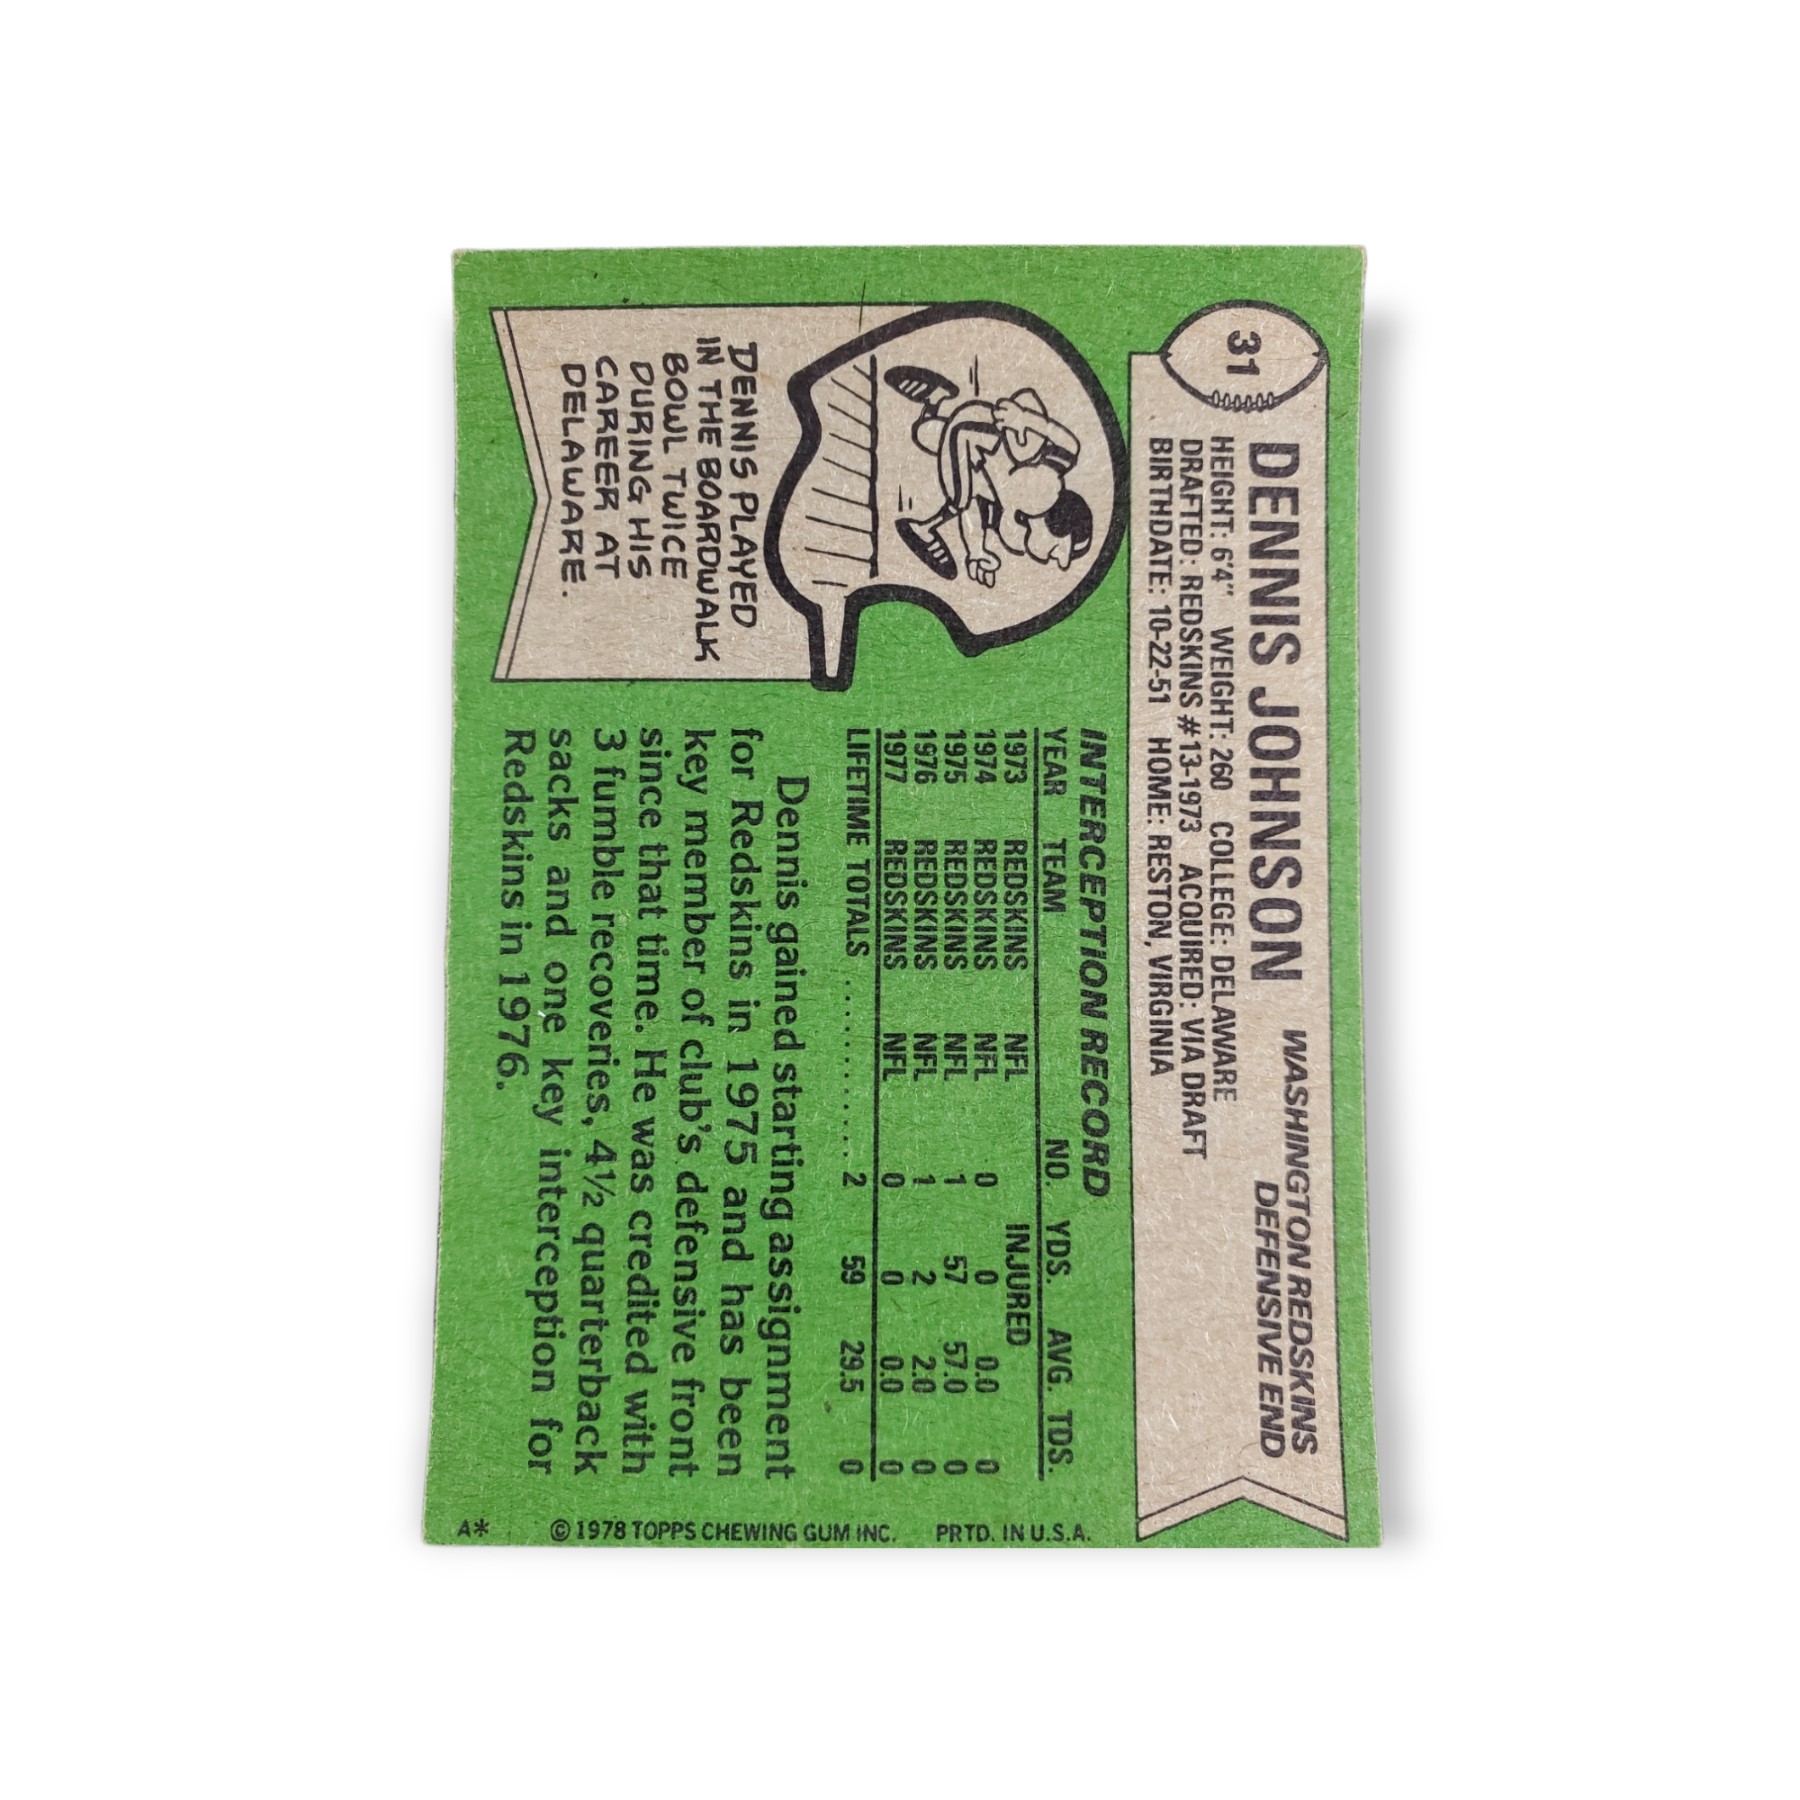 31
DENNIS JOHNSON
WASHINGTON REDSKINS
DEFENSIVE END
HEIGHT: 6'4" WEIGHT: 260 COLLEGE: DELAWARE
DRAFTED: REDSKINS #13-1973 ACQUIRED: VIA DRAFT
BIRTHDATE: 10-22-51 HOME: RESTON, VIRGINIA
DENNIS PLAYED
IN THE BOARDWALK
BOWL TWICE
DURING HIS
CAREER AT
DELAWARE.
INTERCEPTION RECORD
YEAR TEAM NO. YDS. AVG. TDS.
1973 REDSKINS NFL INJURED
1974 REDSKINS NFL 0 0 0.0 0
1975 REDSKINS NFL 1 57 57.0 0
1976 REDSKINS NFL 1 2 2.0 0
1977 REDSKINS NFL 0 0 0.0 0
LIFETIME TOTALS .................. 2 59 29.5 0
Dennis gained starting assignment
for Redskins in 1975 and has been
key member of club's defensive front
since that time. He was credited with
3 fumble recoveries, 4½ quarterback
sacks and one key interception for
Redskins in 1976.
A* © 1978 TOPPS CHEWING GUM INC. PRTD. IN U.S.A.